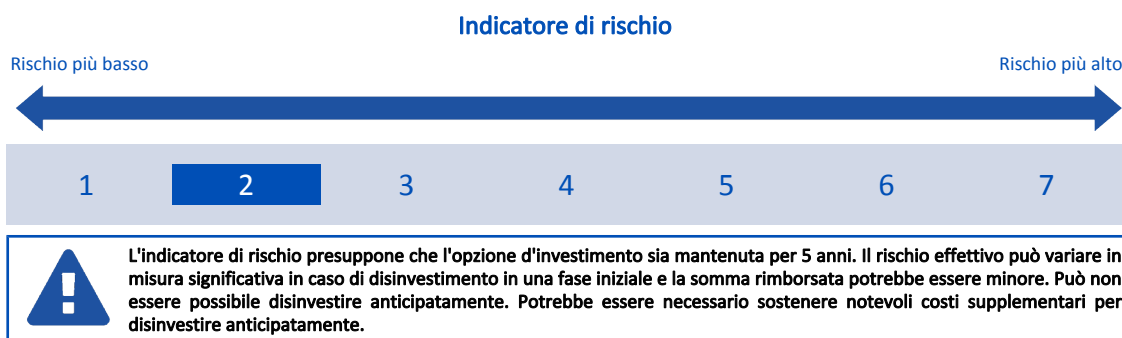 Indicatore di rischio
Rischio più basso
Rischio più alto
1 2 3 4 5 6 7
L'indicatore di rischio presuppone che l'opzione d'investimento sia mantenuta per 5 anni. Il rischio effettivo può variare in
misura significativa in caso di disinvestimento in una fase iniziale e la somma rimborsata potrebbe essere minore. Può non
essere possibile disinvestire anticipatamente. Potrebbe essere necessario sostenere notevoli costi supplementari per
disinvestire anticipatamente.